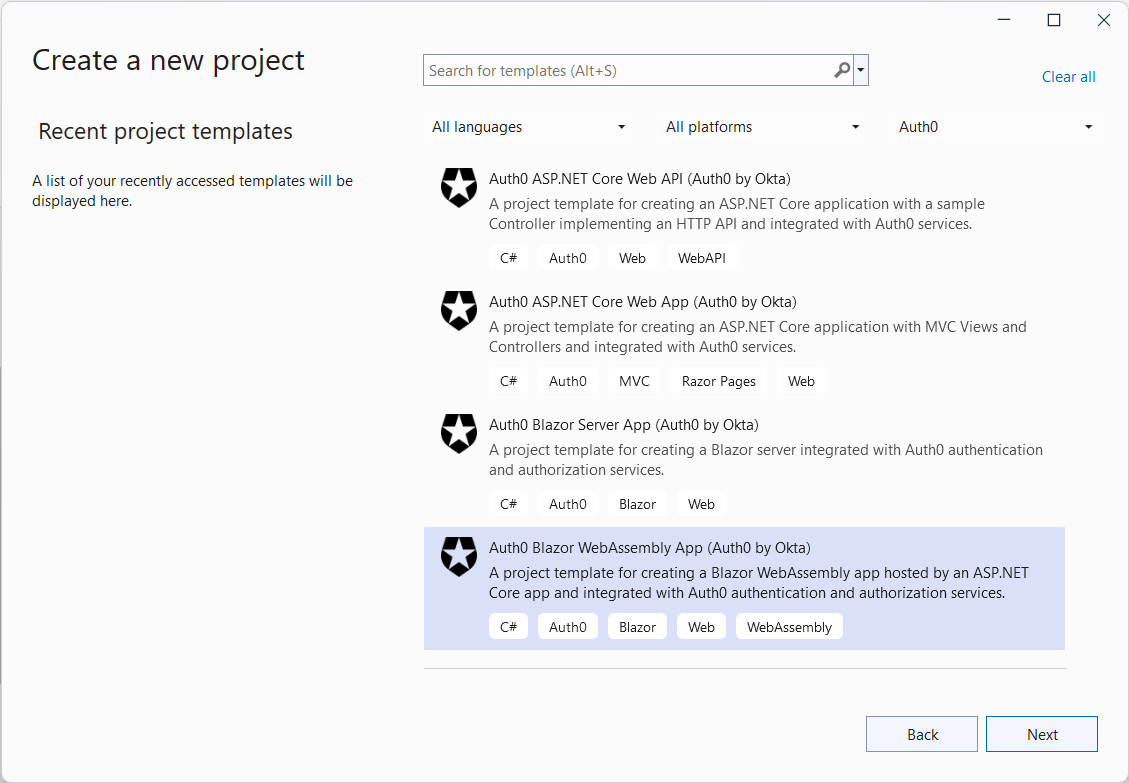 Create a new project
Search for templates (Alt+S)
Clear all
Recent project templates
A list of your recently accessed templates will be
displayed here.
All languages
All platforms
Auth0
Auth0 ASP.NET Core Web API (Auth0 by Okta)
A project template for creating an ASP.NET Core application with a sample
Controller implementing an HTTP API and integrated with Auth0 services.
C# Auth0 Web WebAPI
Auth0 ASP.NET Core Web App (Auth0 by Okta)
A project template for creating an ASP.NET Core application with MVC Views and
Controllers and integrated with Auth0 services.
C# Auth0 MVC Razor Pages Web
Auth0 Blazor Server App (Auth0 by Okta)
A project template for creating a Blazor server integrated with Auth0 authentication
and authorization services.
C# Auth0 Blazor Web
Auth0 Blazor WebAssembly App (Auth0 by Okta)
A project template for creating a Blazor WebAssembly app hosted by an ASP.NET
Core app and integrated with Auth0 authentication and authorization services.
C# Auth0 Blazor Web WebAssembly
Back
Next